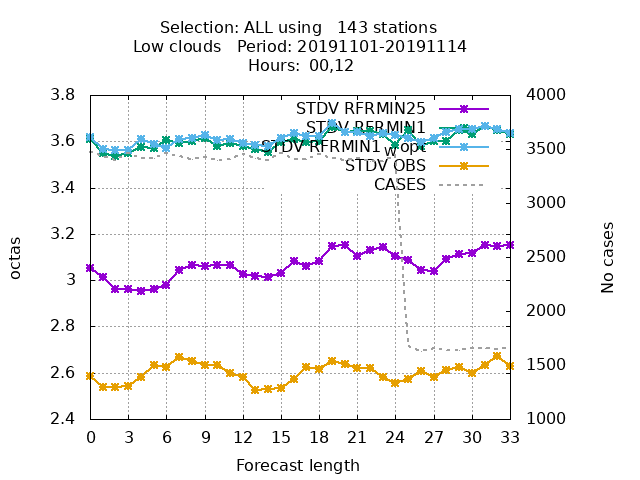 Selection: ALL using 143 stations
Low clouds Period: 20191101-20191114
Hours: 00,12
STDV RFRMIN25
STDV RFRMIN1
STDV RFRMIN1_wopt
STDV OBS
CASES
3.8
3.6
3.4
3.2
3
2.8
2.6
2.4
octas
4000
3500
3000
2500
2000
1500
1000
No cases
0 3 6 9 12 15 18 21 24 27 30 33
Forecast length